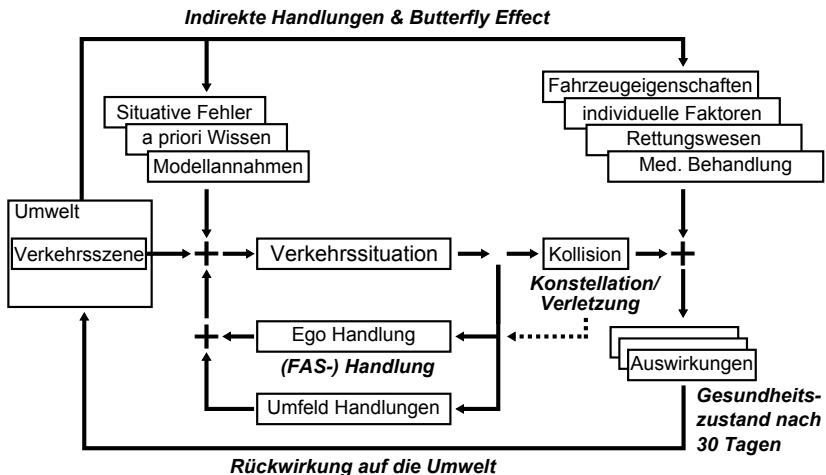 Indirekte Handlungen & Butterfly Effect
Situative Fehler
a priori Wissen
Modellannahmen
Fahrzeugeigenschaften
individuelle Faktoren
Rettungswesen
Med. Behandlung
Umwelt
Verkehrsszene
Verkehrssituation
Kollision
Konstellation/
Verletzung
Ego Handlung
(FAS-) Handlung
Umfeld Handlungen
Auswirkungen
Gesundheits-
zustand nach
30 Tagen
Rückwirkung auf die Umwelt